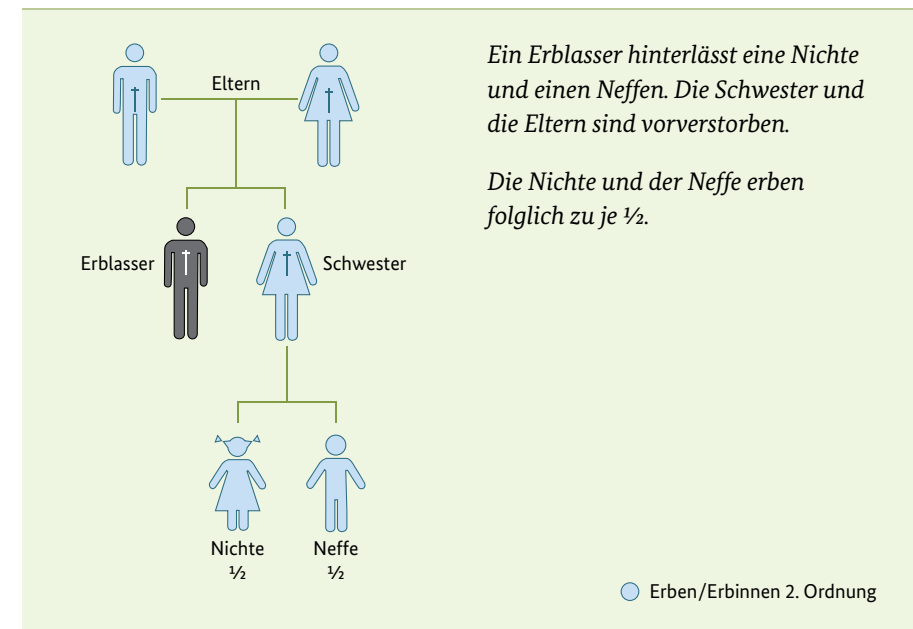 Eltern
Ein Erblasser hinterlässt eine Nichte
und einen Neffen. Die Schwester und
die Eltern sind vorverstorben.
Die Nichte und der Neffe erben
folglich zu je ½.
Erblasser
Schwester
Nichte
½
Neffe
½
Erben/Erbinnen 2. Ordnung